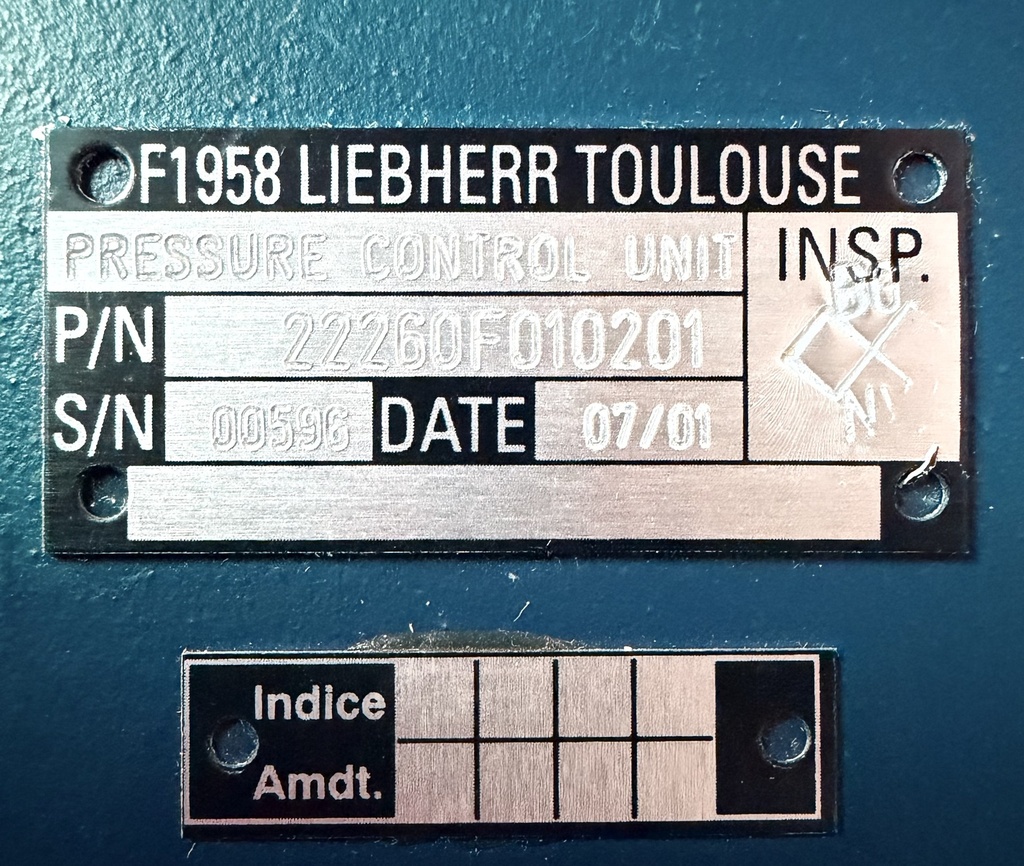 F1958 LIEBHERR TOULOUSE
PRESSURE CONTROL UNIT
INSP.
P/N 22260F010201
S/N 00596 DATE 07/01
Indice
Amdt.